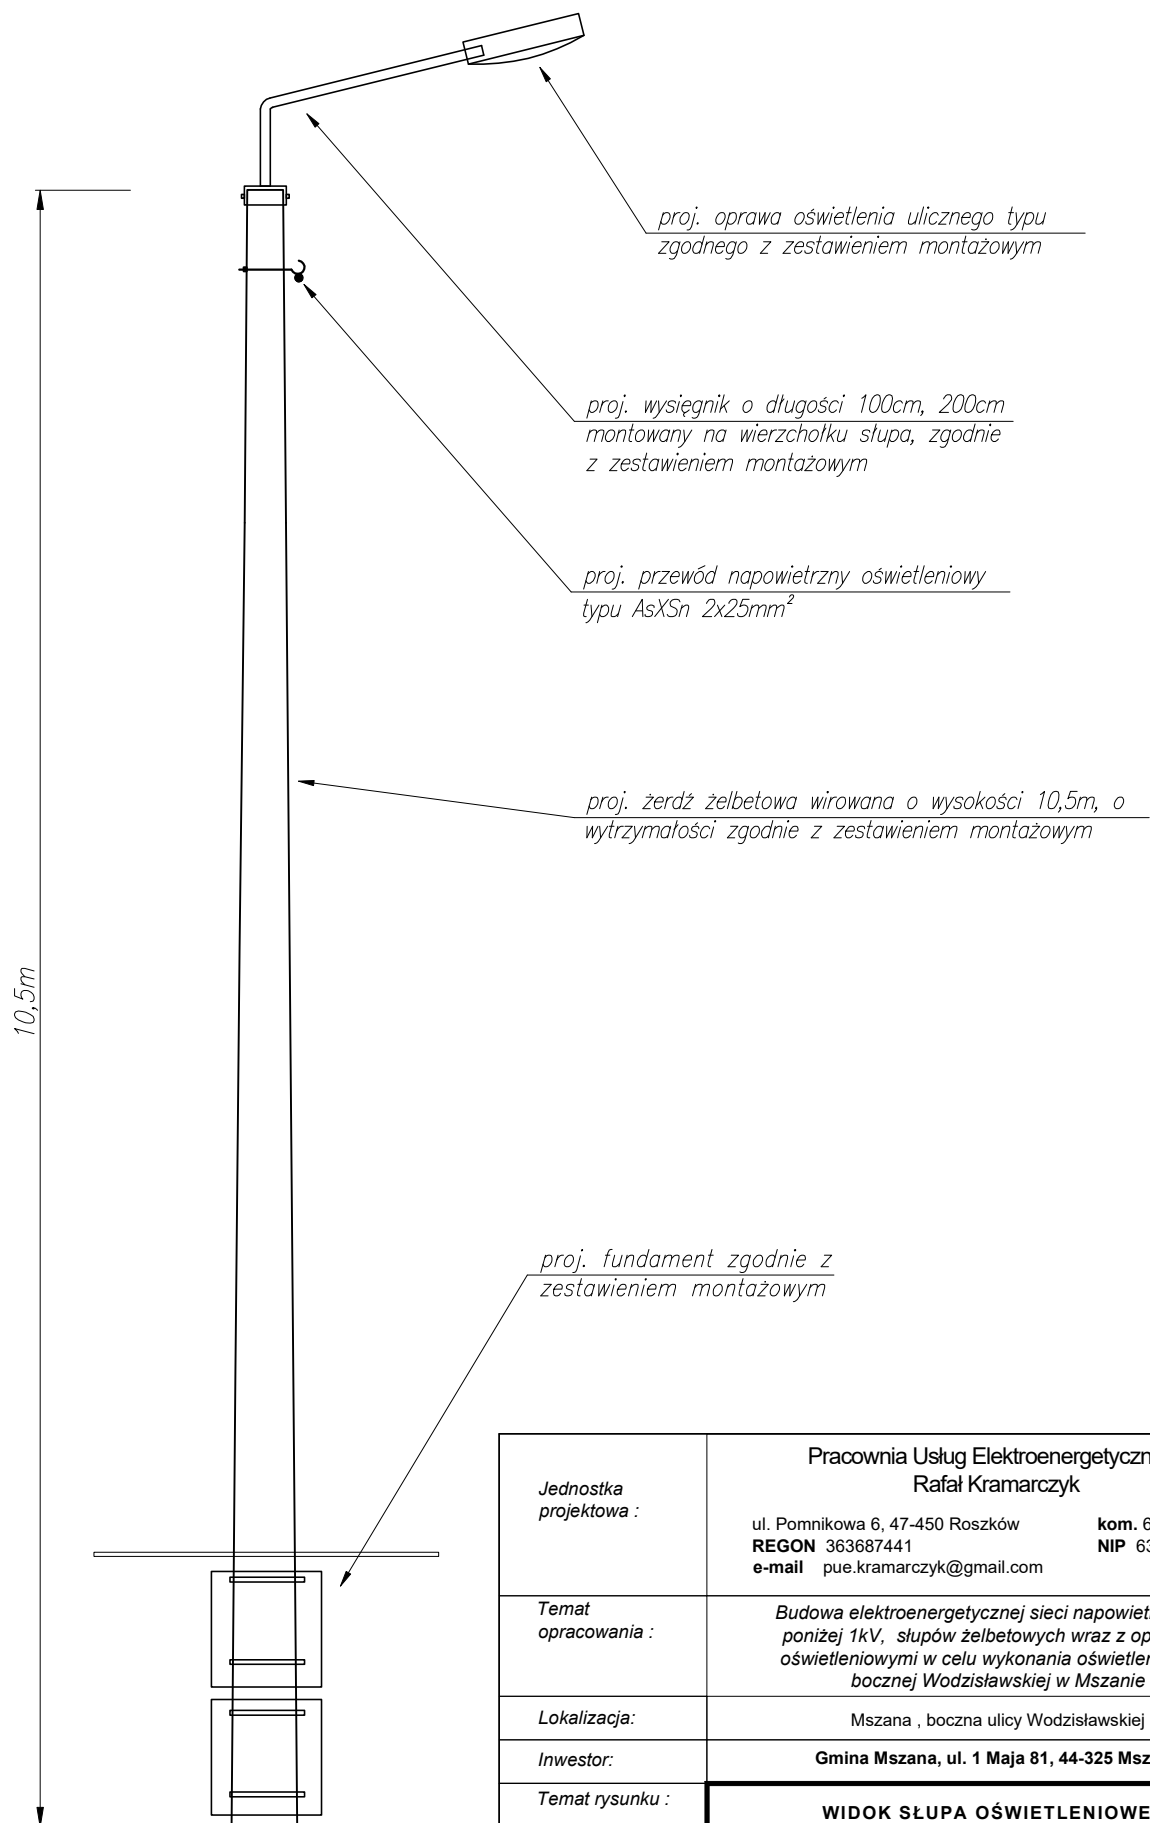 proj. oprawa oświetlenia ulicznego typu
zgodnego z zestawieniem montażowym
proj. wysięgnik o długości 100cm, 200cm
montowany na wierzchołku słupa, zgodnie
z zestawieniem montażowym
proj. przewód napowietrzny oświetleniowy
typu AsXSn 2x25mm²
proj. żerdź żelbetowa wirowana o wysokości 10,5m, o
wytrzymałości zgodnie z zestawieniem montażowym
10,5m
proj. fundament zgodnie z
zestawieniem montażowym
Jednostka
projektowa :
Pracownia Usług Elektroenergetyczn
Rafał Kramarczyk
ul. Pomnikowa 6, 47-450 Roszków kom. 6
REGON 363687441 NIP 63
e-mail pue.kramarczyk@gmail.com
Temat
opracowania :
Budowa elektroenergetycznej sieci napowiet
poniżej 1kV, słupów żelbetowych wraz z op
oświetleniowymi w celu wykonania oświetle
bocznej Wodzisławskiej w Mszanie
Lokalizacja:
Mszana , boczna ulicy Wodzisławskiej
Inwestor:
Gmina Mszana, ul. 1 Maja 81, 44-325 Msz
Temat rysunku :
WIDOK SŁUPA OŚWIETLENIOWE